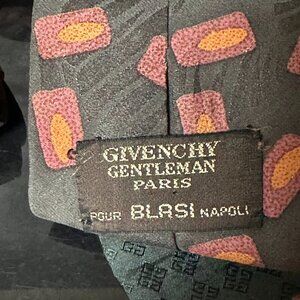 GIVENCHY
GENTLEMAN
PARIS
POUR BLASI NAPOLI